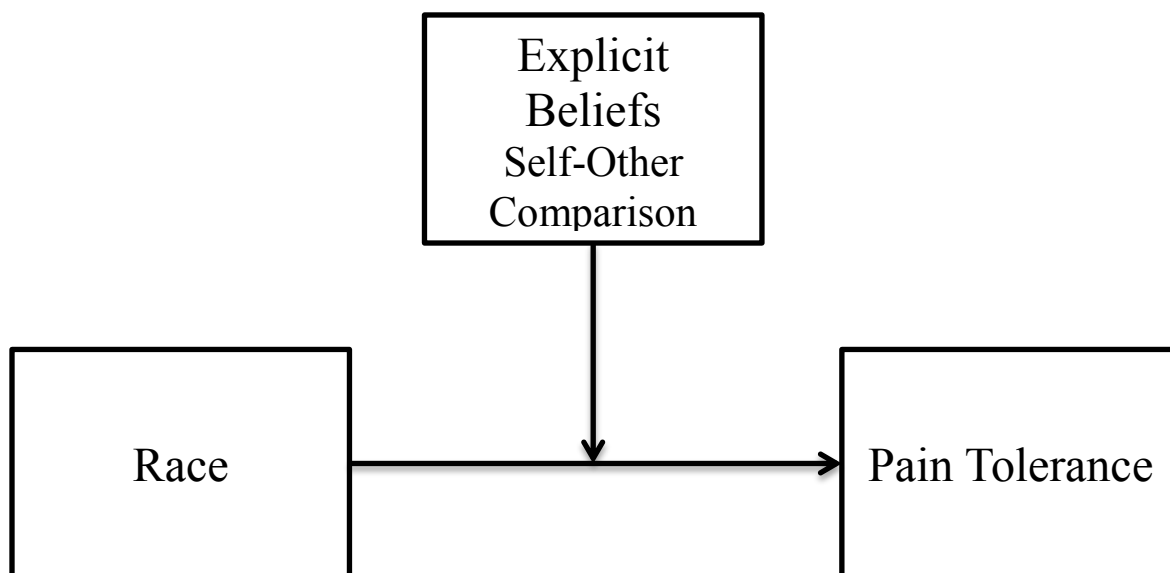 Explicit
Beliefs
Self-Other
Comparison
Race
Pain Tolerance